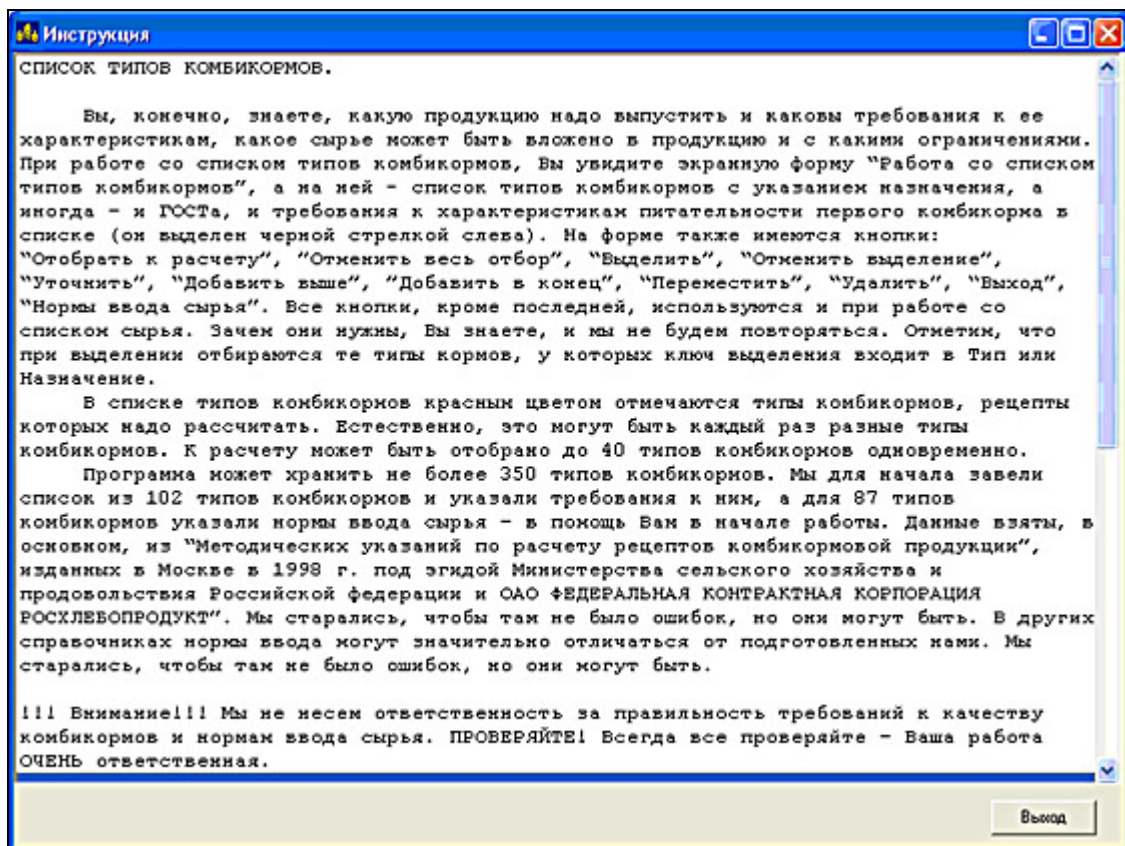 Инструкция
СПИСОК ТИПОВ КОМБИКОРМОВ.
Вы, конечно, знаете, какую продукцию надо выпустить и каковы требования к ее
характеристикам, какое сырье может быть вложено в продукцию и с какими ограничениями.
При работе со списком типов комбикормов, Вы увидите экранную форму “Работа со списком
типов комбикормов”, а на ней - список типов комбикормов с указанием назначения, а
иногда - и ГОСТа, и требования к характеристикам питательности первого комбикорма в
списке (он выделен черной стрелкой слева). На форме также имеются кнопки:
“Отобрать к расчету”, “Отменить весь отбор”, “Выделить”, “Отменить выделение”,
“Уточнить”, “Добавить выше”, “Добавить в конец”, “Переместить”, “Удалить”, “Выход”,
“Нормы ввода сырья”. Все кнопки, кроме последней, используются и при работе со
списком сырья. Зачем они нужны, Вы знаете, и мы не будем повторяться. Отметим, что
при выделении отбираются те типы кормов, у которых ключ выделения входит в Тип или
Назначение.
В списке типов комбикормов красным цветом отмечаются типы комбикормов, рецепты
которых надо рассчитать. Естественно, это могут быть каждый раз разные типы
комбикормов. К расчету может быть отобрано до 40 типов комбикормов одновременно.
Программа может хранить не более 350 типов комбикормов. Мы для начала завели
список из 102 типов комбикормов и указали требования к ним, а для 87 типов
комбикормов указали нормы ввода сырья - в помощь Вам в начале работы. Данные взяты, в
основном, из “Методических указаний по расчету рецептов комбикормовой продукции”,
изданных в Москве в 1998 г. под эгидой Министерства сельского хозяйства и
продовольствия Российской федерации и ОАО ФЕДЕРАЛЬНАЯ КОНТРАКТНАЯ КОРПОРАЦИЯ
РОСХЛЕБОПРОДУКТ”. Мы старались, чтобы там не было ошибок, но они могут быть. В других
справочниках нормы ввода могут значительно отличаться от подготовленных нами. Мы
старались, чтобы там не было ошибок, но они могут быть.
!!! Внимание!!! Мы не несем ответственность за правильность требований к качеству
комбикормов и нормам ввода сырья. ПРОВЕРЯЙТЕ! Всегда все проверяйте - Ваша работа
ОЧЕНЬ ответственная.
Выход